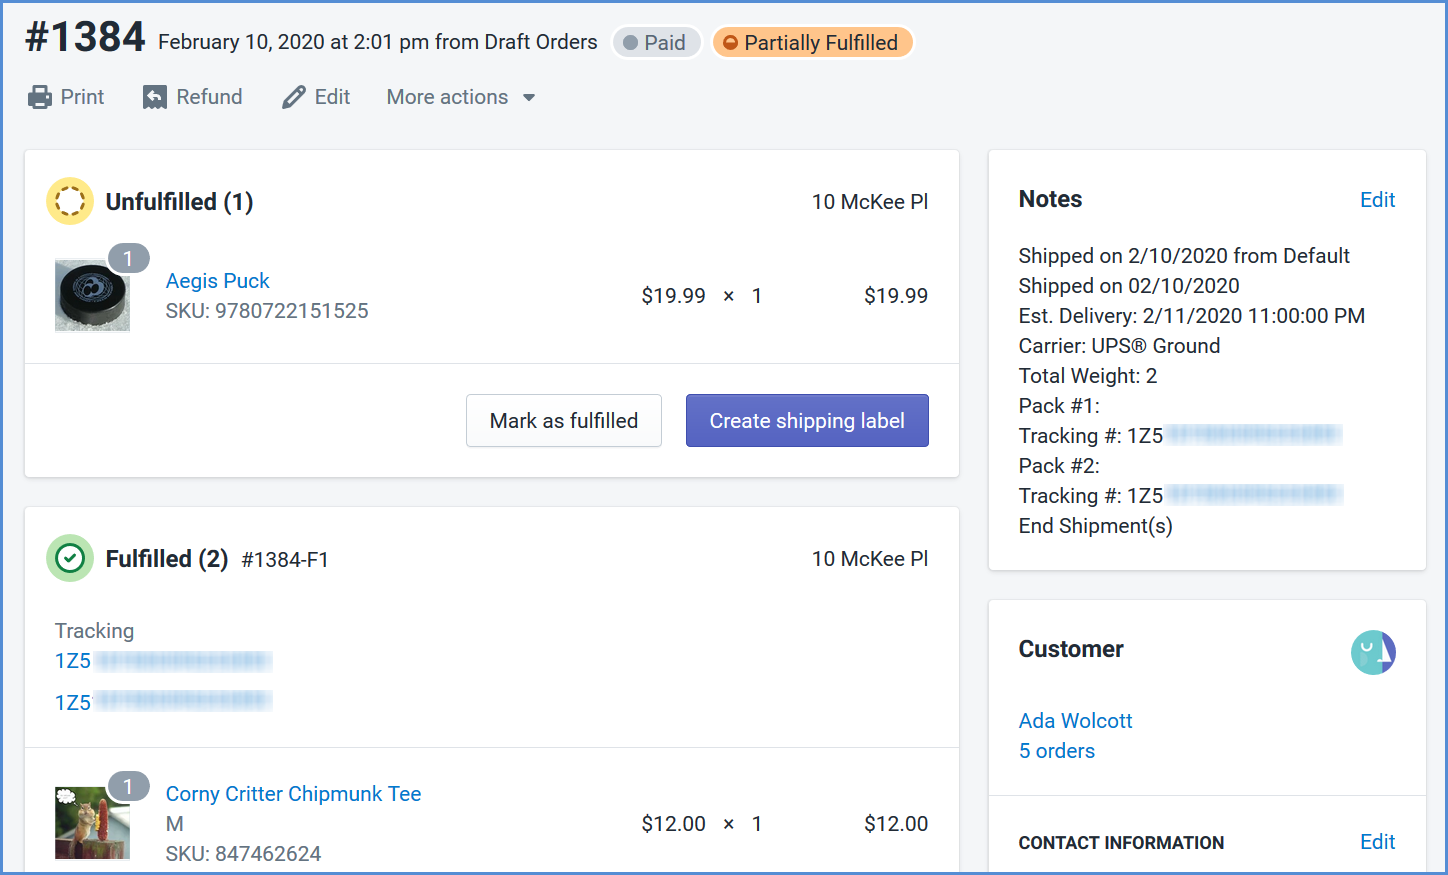 #1384 February 10, 2020 at 2:01 pm from Draft Orders Paid Partially Fulfilled
Print Refund Edit More actions
Unfulfilled (1) 10 McKee Pl
1
Aegis Puck
SKU: 9780722151525
$19.99 × 1 $19.99
Mark as fulfilled Create shipping label
Fulfilled (2) #1384-F1 10 McKee Pl
Tracking
1Z5
1Z5
1
Corny Critter Chipmunk Tee
M
SKU: 847462624
$12.00 × 1 $12.00
Notes Edit
Shipped on 2/10/2020 from Default
Shipped on 02/10/2020
Est. Delivery: 2/11/2020 11:00:00 PM
Carrier: UPS® Ground
Total Weight: 2
Pack #1:
Tracking #: 1Z5
Pack #2:
Tracking #: 1Z5
End Shipment(s)
Customer
Ada Wolcott
5 orders
CONTACT INFORMATION Edit